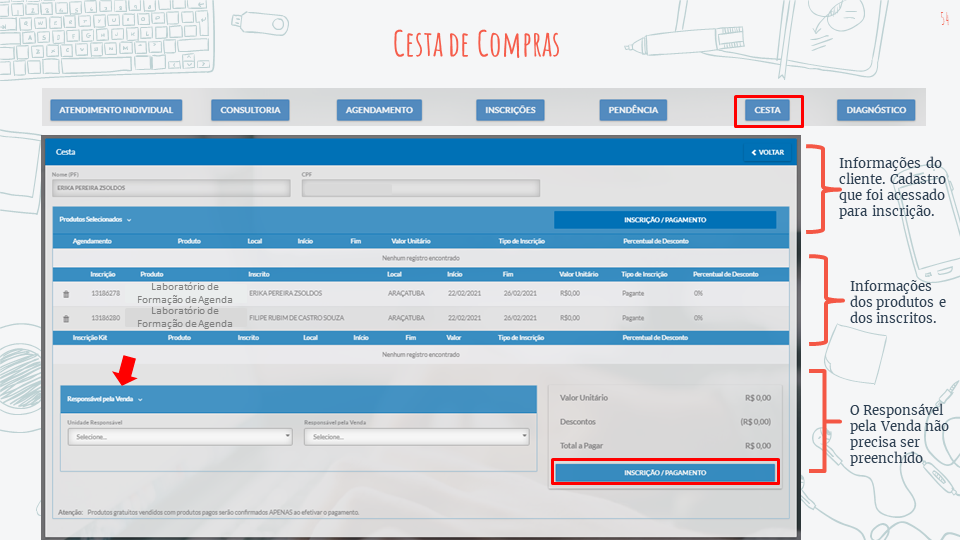 54
CESTA DE COMPRAS
ATENDIMENTO INDIVIDUAL CONSULTORIA AGENDAMENTO INSCRIÇÕES PENDÊNCIA CESTA DIAGNÓSTICO
Cesta VOLTAR
Nome (PF) CPF
ERIKA PEREIRA ZSOLDOS
Produtos Selecionados INSCRIÇÃO / PAGAMENTO
Agendamento Produto Local Início Fim Valor Unitário Tipo de Inscrição Percentual de Desconto
Nenhum registro encontrado
Inscrição Produto Inscrito Local Início Fim Valor Unitário Tipo de Inscrição Percentual de Desconto
13186278 Laboratório de Formação de Agenda ERIKA PEREIRA ZSOLDOS ARAÇATUBA 22/02/2021 26/02/2021 R$0,00 Pagante 0%
13186280 Laboratório de Formação de Agenda FILIPE RUBIM DE CASTRO SOUZA ARAÇATUBA 22/02/2021 26/02/2021 R$0,00 Pagante 0%
Inscrição Kit Produto Inscrito Local Início Fim Valor Tipo de Inscrição Percentual de Desconto
Nenhum registro encontrado
Responsável pela Venda
Unidade Responsável Responsável pela Venda
Selecione... Selecione...
Valor Unitário R$ 0,00
Descontos (R$ 0,00)
Total a Pagar R$ 0,00
INSCRIÇÃO / PAGAMENTO
Atenção: Produtos gratuitos vendidos com produtos pagos serão confirmados APENAS ao efetivar o pagamento.
Informações do
cliente. Cadastro
que foi acessado
para inscrição.
Informações
dos produtos e
dos inscritos.
O Responsável
pela Venda não
precisa ser
preenchido